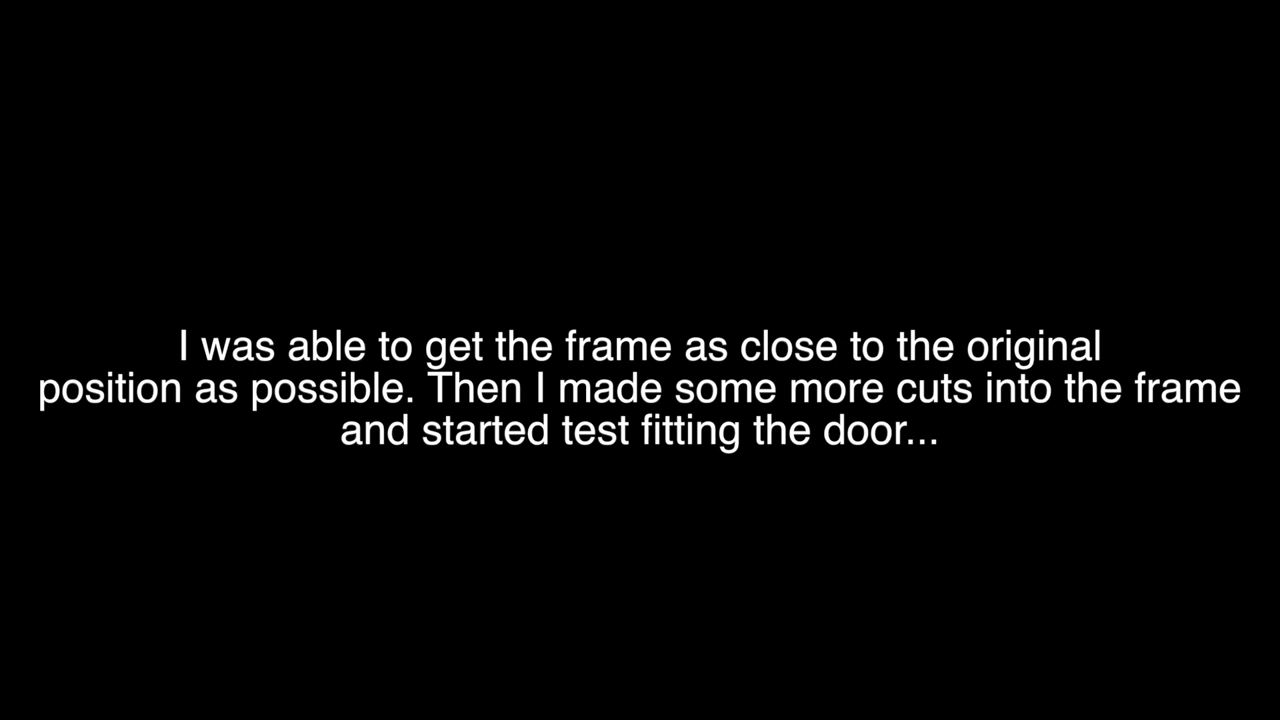 I was able to get the frame as close to the original
position as possible. Then I made some more cuts into the frame
and started test fitting the door...